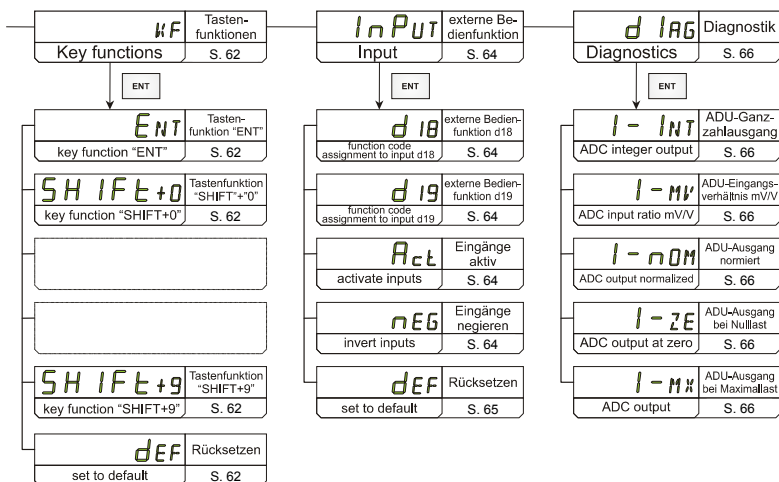 KF
Tasten-
funktionen
Key functions
S. 62
ENT
ENT
Tasten-
funktion "ENT"
key function "ENT"
S. 62
SHIFt+0
Tastenfunktion
"SHIFT"+"0"
key function "SHIFT+0"
S. 62
SHIFt+9
Tastenfunktion
"SHIFT+9"
key function "SHIFT+9"
S. 62
dEF
Rücksetzen
set to default
S. 62
InPUT
externe Be-
dienfunktion
Input
S. 64
ENT
d 18
externe Bedien-
funktion d18
function code
assignment to input d18
S. 64
d 19
externe Bedien-
funktion d19
function code
assignment to input d19
S. 64
Act
Eingänge
aktiv
activate inputs
S. 64
nEG
Eingänge
negieren
invert inputs
S. 64
dEF
Rücksetzen
set to default
S. 65
dIAG
Diagnostik
Diagnostics
S. 66
ENT
I- INT
ADU-Ganz-
zahlausgang
ADC integer output
S. 66
I-MV
ADU-Eingangs-
verhältnis mV/V
ADC input ratio mV/V
S. 66
I-nOM
ADU-Ausgang
normiert
ADC output normalized
S. 66
I-ZE
ADU-Ausgang
bei Nulllast
ADC output at zero
S. 66
I-MX
ADU-Ausgang
bei Maximallast
ADC output
S. 66